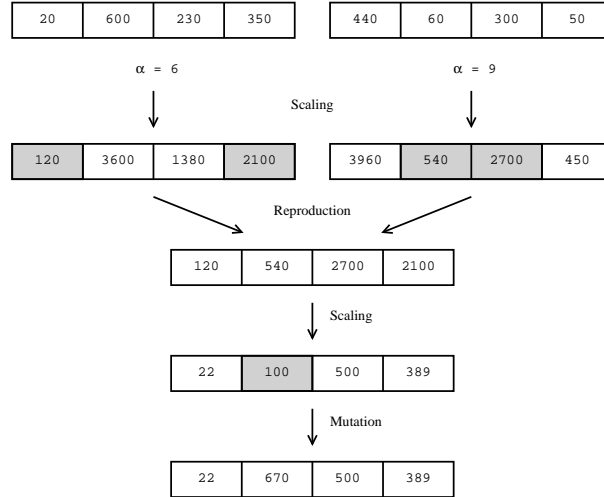 20 600 230 350 440 60 300 50
α = 6 α = 9
Scaling
120 3600 1380 2100 3960 540 2700 450
Reproduction
120 540 2700 2100
Scaling
22 100 500 389
Mutation
22 670 500 389